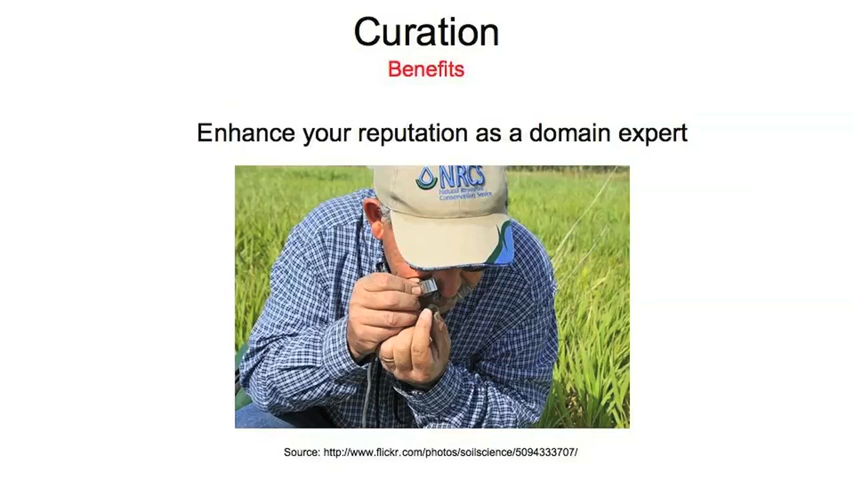 Curation
Benefits
Enhance your reputation as a domain expert
NRCS
Natural Resources
Conservation Service
Source: http://www.flickr.com/photos/soilscience/5094333707/